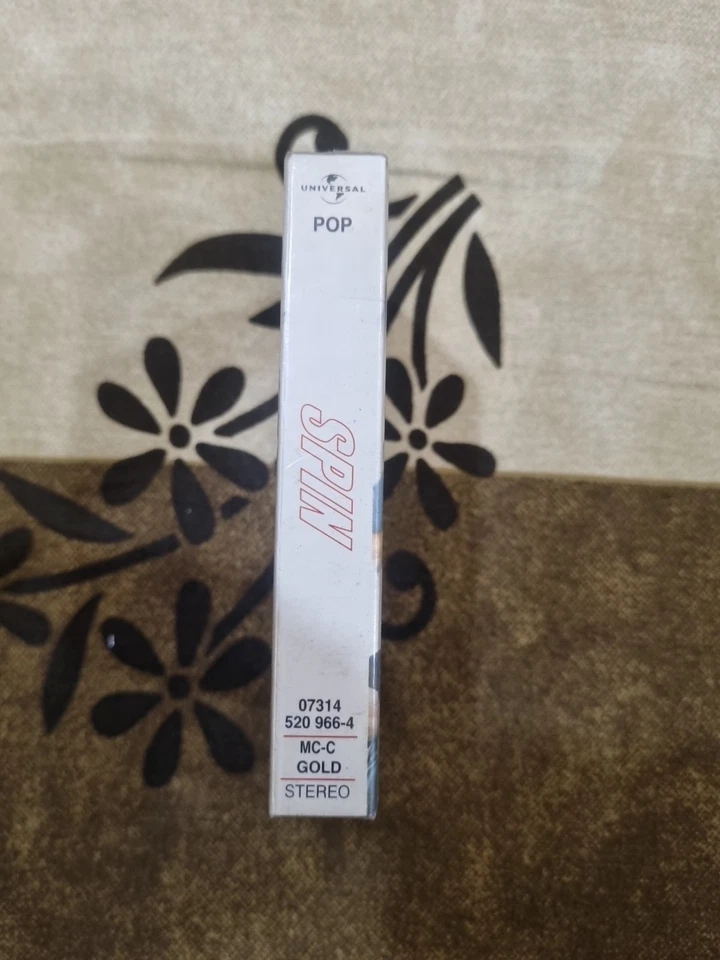 UNIVERSAL
POP
SPIN
07314
520 966-4
MC-C
GOLD
STEREO